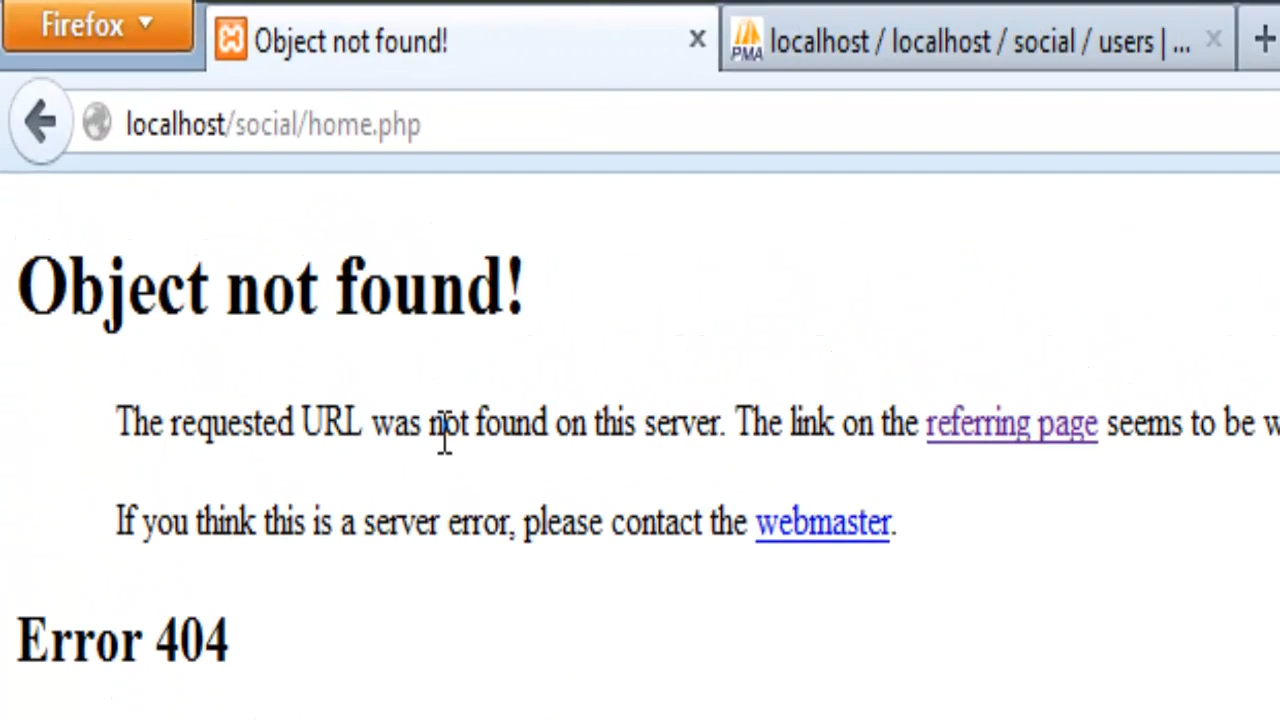 Firefox
Object not found!
PMA
localhost / localhost / social / users | ...
localhost/social/home.php
Object not found!
The requested URL was not found on this server. The link on the referring page seems to be
If you think this is a server error, please contact the webmaster.
Error 404